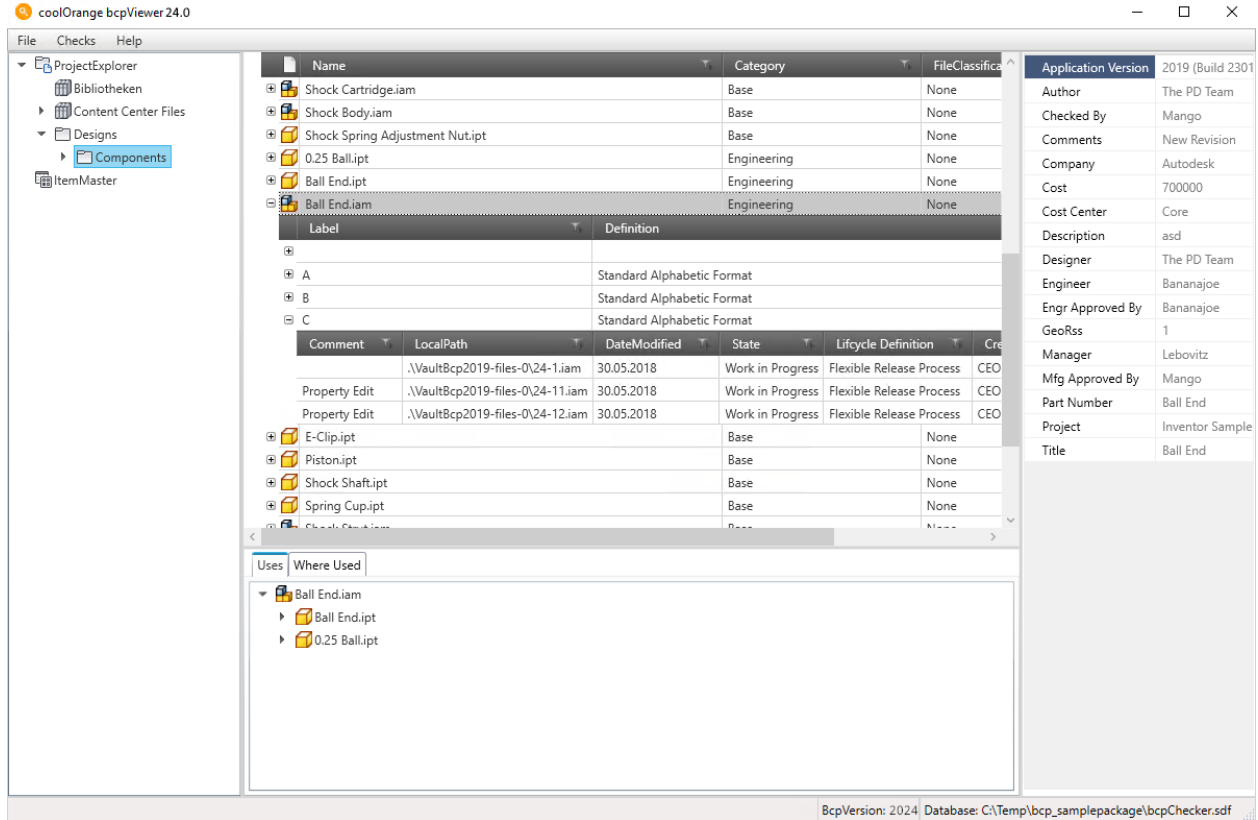 coolOrange bcpViewer 24.0
File Checks Help
ProjectExplorer
Bibliotheken
Content Center Files
Designs
Components
ItemMaster
Name Category FileClassifica
Shock Cartridge.iam Base None
Shock Body.iam Base None
Shock Spring Adjustment Nut.ipt Base None
0.25 Ball.ipt Engineering None
Ball End.ipt Engineering None
Ball End.iam Engineering None
Label Definition
A Standard Alphabetic Format
B Standard Alphabetic Format
C Standard Alphabetic Format
Comment LocalPath DateModified State Lifcycle Definition Cre
.\VaultBcp2019-files-0\24-1.iam 30.05.2018 Work in Progress Flexible Release Process CEO
Property Edit .\VaultBcp2019-files-0\24-11.iam 30.05.2018 Work in Progress Flexible Release Process CEO
Property Edit .\VaultBcp2019-files-0\24-12.iam 30.05.2018 Work in Progress Flexible Release Process CEO
E-Clip.ipt Base None
Piston.ipt Base None
Shock Shaft.ipt Base None
Spring Cup.ipt Base None
Shock Strut.iam Base None
Uses Where Used
Ball End.iam
Ball End.ipt
0.25 Ball.ipt
Application Version 2019 (Build 2301
Author The PD Team
Checked By Mango
Comments New Revision
Company Autodesk
Cost 700000
Cost Center Core
Description asd
Designer The PD Team
Engineer Bananajoe
Engr Approved By Bananajoe
GeoRss 1
Manager Lebovitz
Mfg Approved By Mango
Part Number Ball End
Project Inventor Sample
Title Ball End
BcpVersion: 2024 Database: C:\Temp\bcp_samplepackage\bcpChecker.sdf